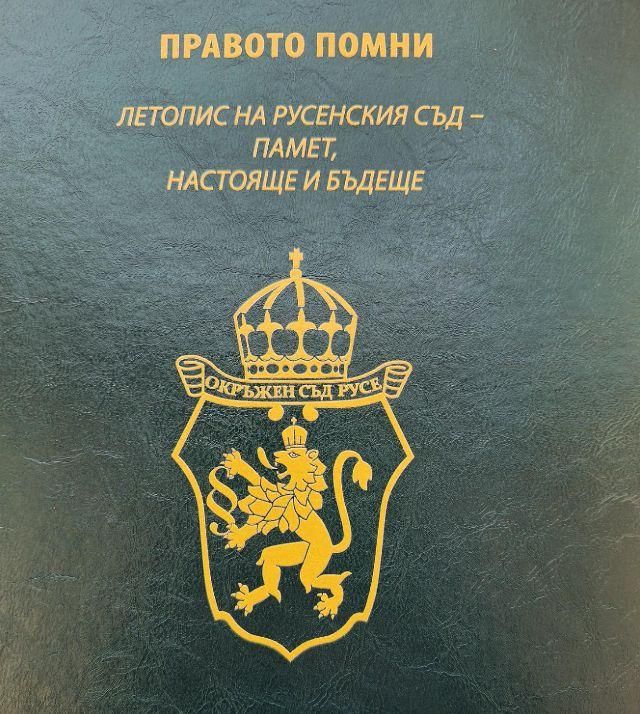 ПРАВОТО ПОМНИ
ЛЕТОПИС НА РУСЕНСКИЯ СЪД –
ПАМЕТ,
НАСТОЯЩЕ И БЪДЕЩЕ
ОКРЪЖЕН СЪД РУСЕ
§